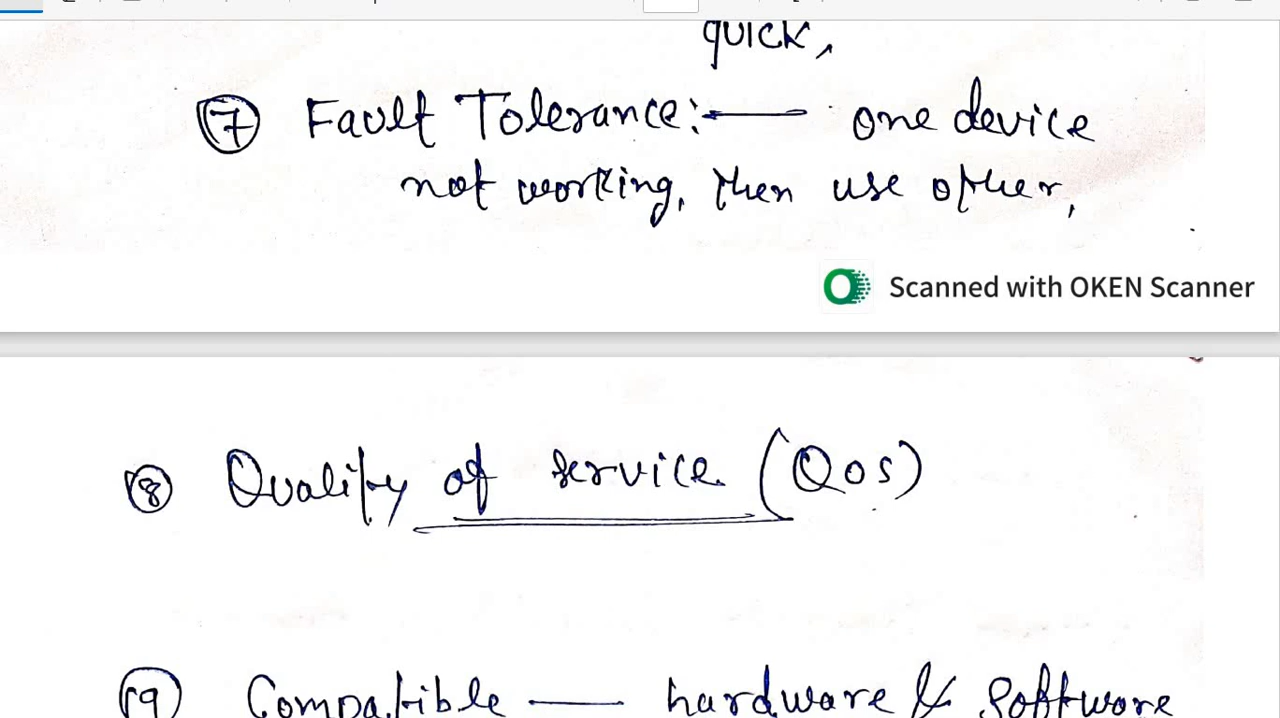 quick,
⑦ Fault Tolerance:— one device
not working, then use other,
Scanned with OKEN Scanner
⑧ Quality of service (QoS)
⑨ Compatible — hardware & Software